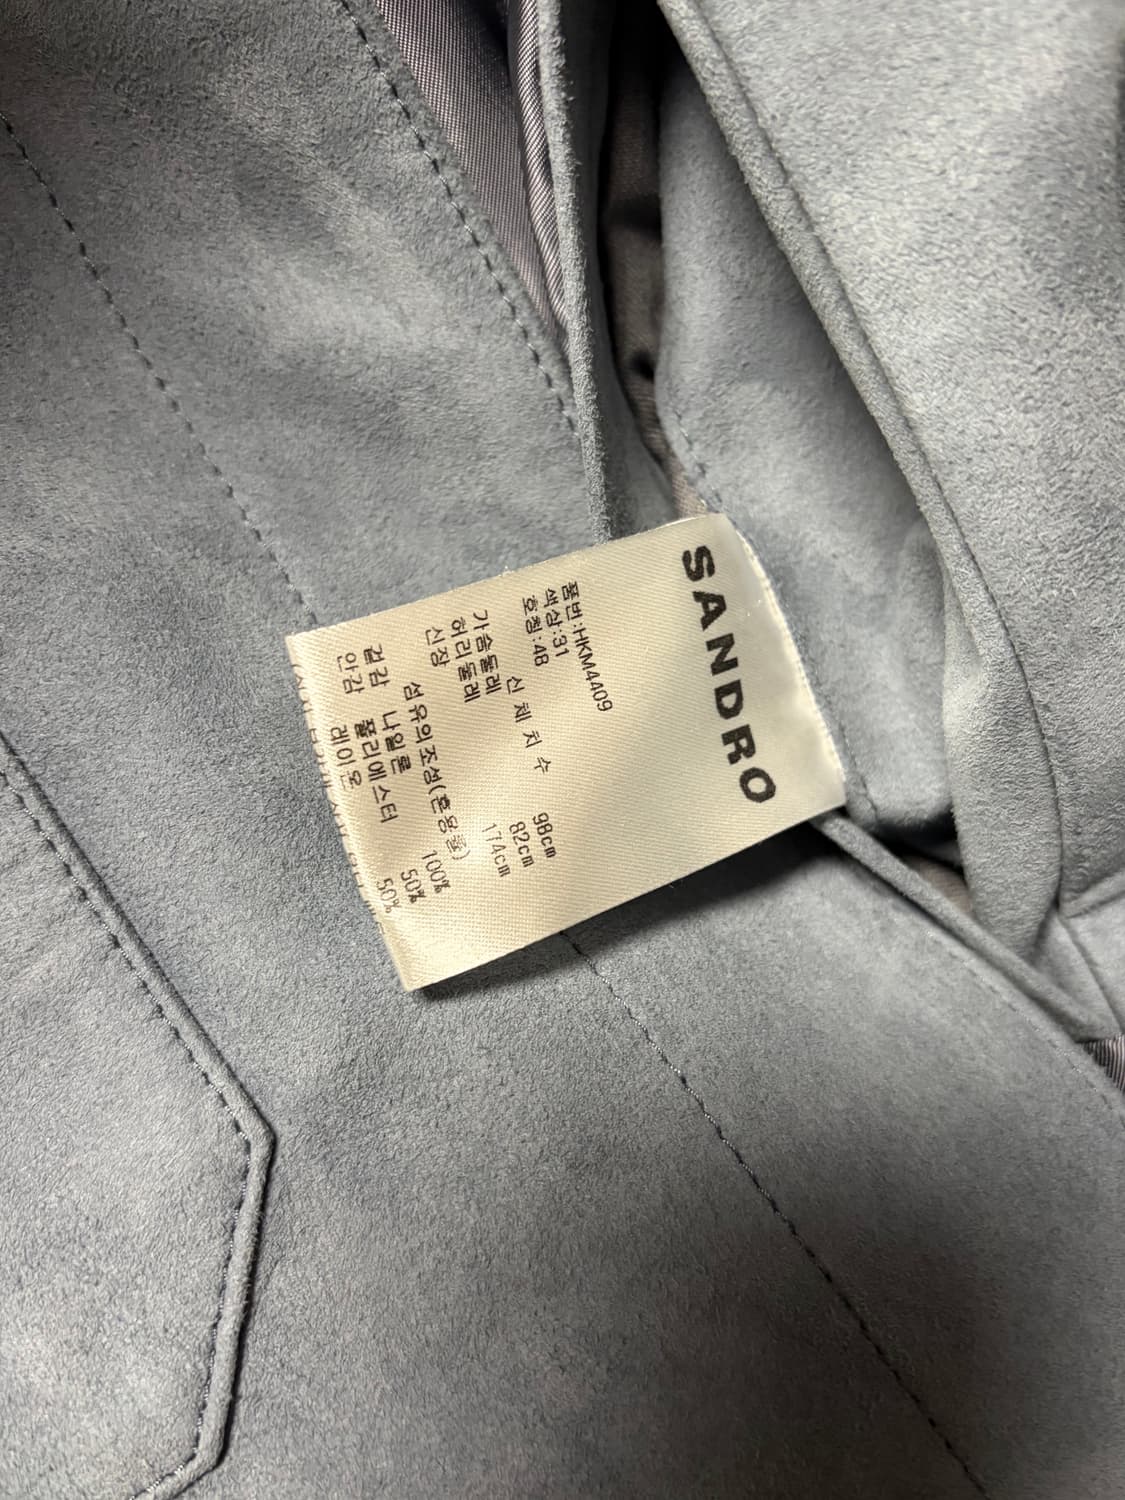 SANDRO
품번:HKM4409
색상:31
호칭:48
신 체 치 수
가슴둘레 98cm
허리둘레 82cm
신장 174cm
섬유의조성(혼용률)
겉감 나일론 100%
안감 폴리에스터 50%
레이온 50%